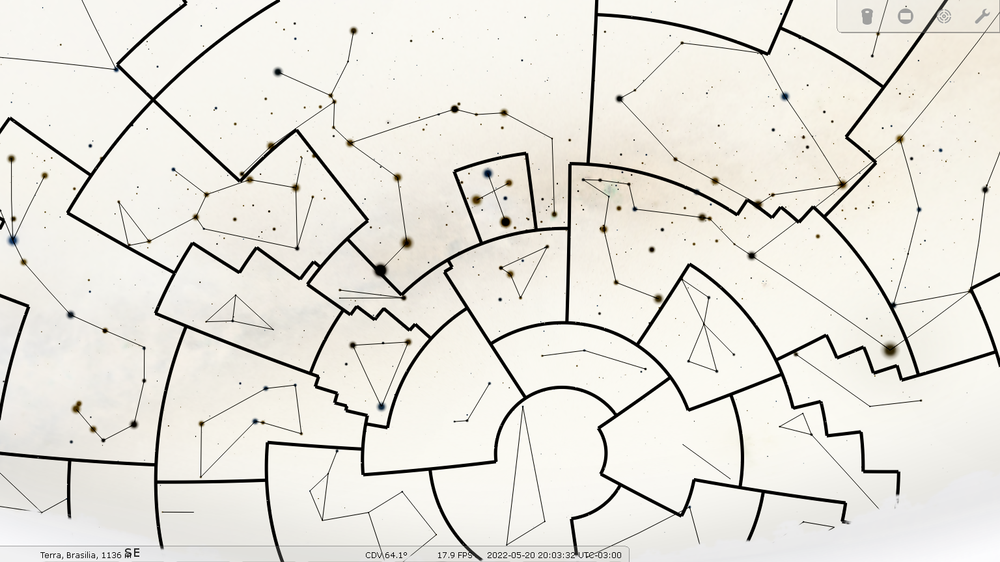 SE
Terra, Brasilia, 1136 m
CDV 64.1°
17.9 FPS
2022-05-20 20:03:32 UTC-03:00